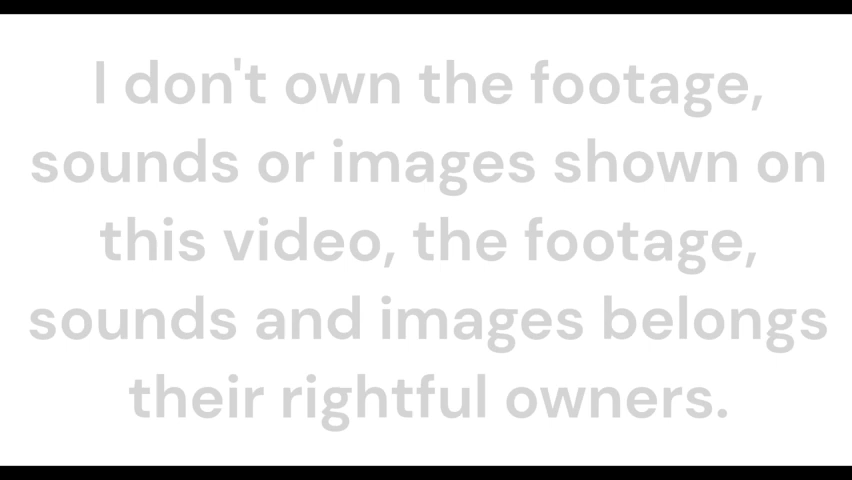 I don't own the footage,
sounds or images shown on
this video, the footage,
sounds and images belongs
their rightful owners.